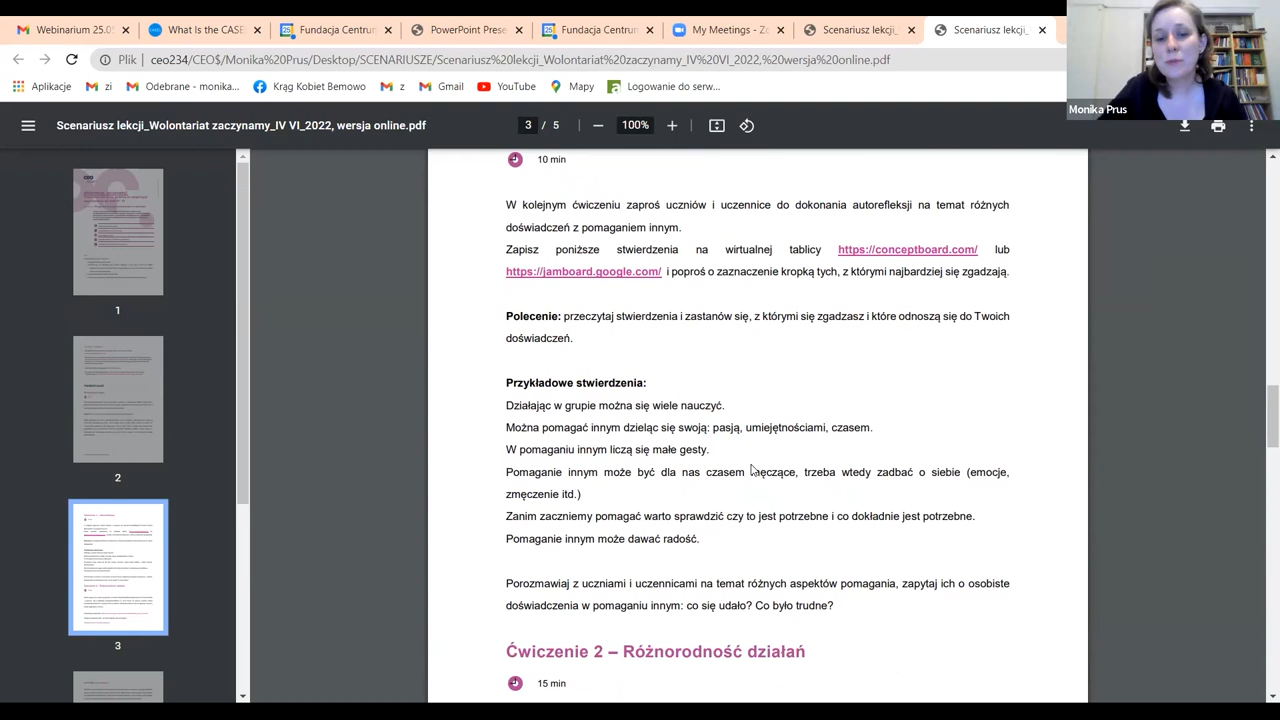 Webinarium 25.05
What Is the CASE
Fundacja Centrum
PowerPoint Prese
Fundacja Centrum
My Meetings - Zo
Scenariusz lekcji_
Scenariusz lekcji_
Plik
ceo234/CEO$/Monika%20Prus/Desktop/SCENARIUSZE/Scenariusz%20lekcji_Wolontariat%20zaczynamy_IV%20VI_2022,%20wersja%20online.pdf
Aplikacje
zi
Odebrane - monika...
Krąg Kobiet Bemowo
z
Gmail
YouTube
Mapy
Logowanie do serw...
Monika Prus
Scenariusz lekcji_Wolontariat zaczynamy_IV VI_2022, wersja online.pdf
3 / 5
100%
1
2
3
10 min
W kolejnym ćwiczeniu zaproś uczniów i uczennice do dokonania autorefleksji na temat różnych
doświadczeń z pomaganiem innym.
Zapisz poniższe stwierdzenia na wirtualnej tablicy https://conceptboard.com/ lub
https://jamboard.google.com/ i poproś o zaznaczenie kropką tych, z którymi najbardziej się zgadzają.
Polecenie: przeczytaj stwierdzenia i zastanów się, z którymi się zgadzasz i które odnoszą się do Twoich
doświadczeń.
Przykładowe stwierdzenia:
Działając w grupie można się wiele nauczyć.
Można pomagać innym dzieląc się swoją: pasją, umiejętnościami, czasem.
W pomaganiu innym liczą się małe gesty.
Pomaganie innym może być dla nas czasem męczące, trzeba wtedy zadbać o siebie (emocje,
zmęczenie itd.)
Zanim zaczniemy pomagać warto sprawdzić czy to jest potrzebne i co dokładnie jest potrzebne.
Pomaganie innym może dawać radość.
Porozmawiaj z uczniami i uczennicami na temat różnych aspektów pomagania, zapytaj ich o osobiste
doświadczenia w pomaganiu innym: co się udało? Co było trudne?
Ćwiczenie 2 – Różnorodność działań
15 min